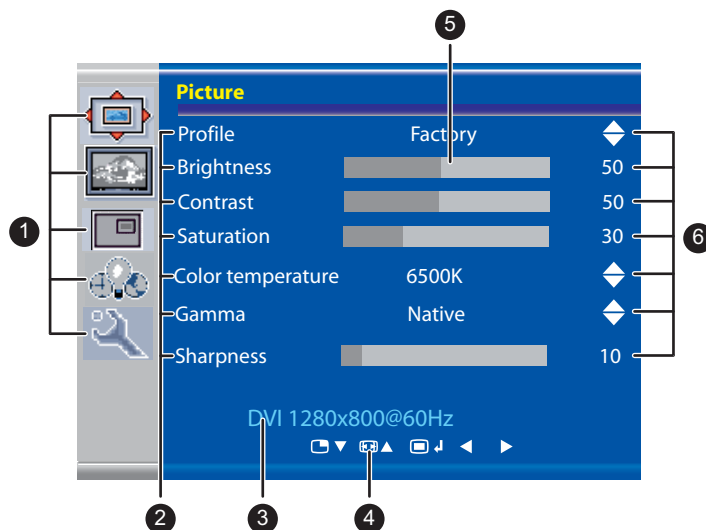 5
Picture
Profile Factory
Brightness 50
Contrast 50
1
Saturation 30
6
Color temperature 6500K
Gamma Native
Sharpness 10
DVI 1280x800@60Hz
2 3 4